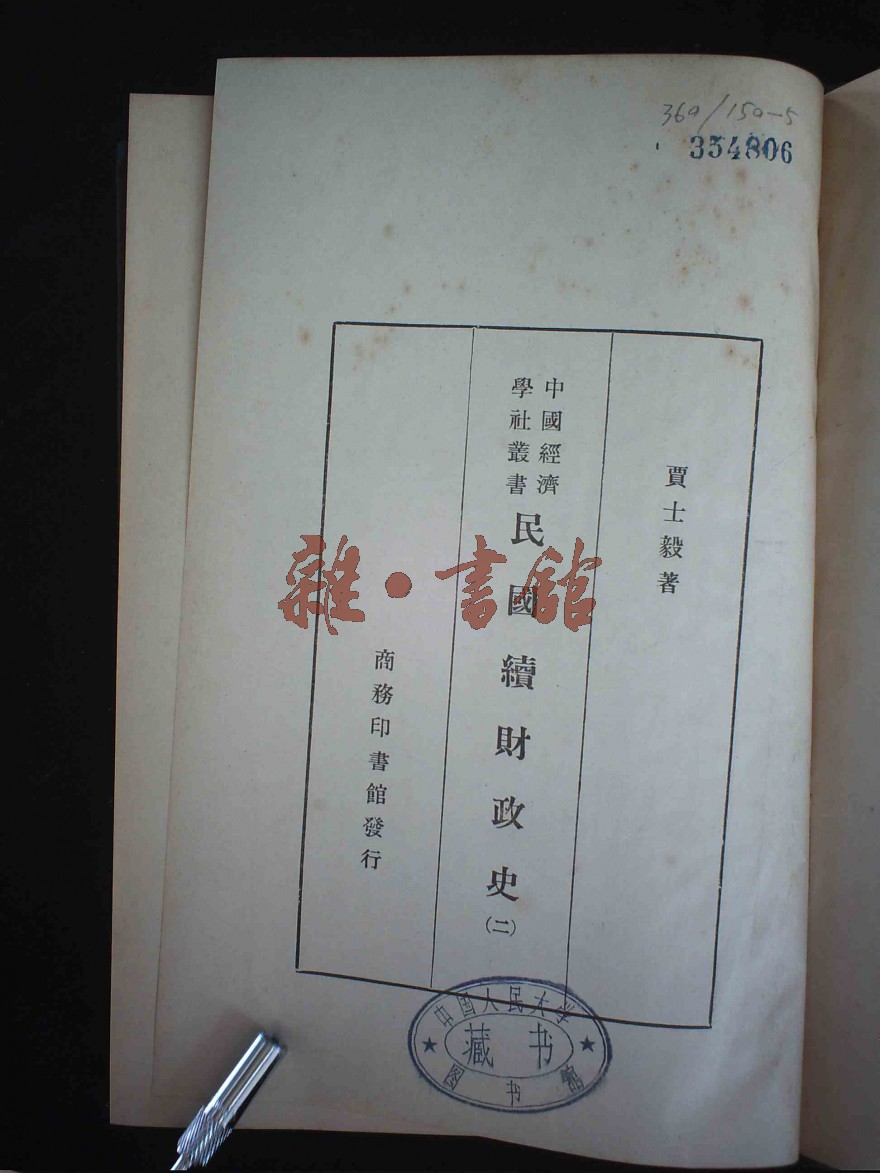 360/150-5
354806
賈士毅著
中國經濟
學社叢書
民國續財政史(二)
商務印書館發行
雜·書館
中国人民大学
藏书
图书馆